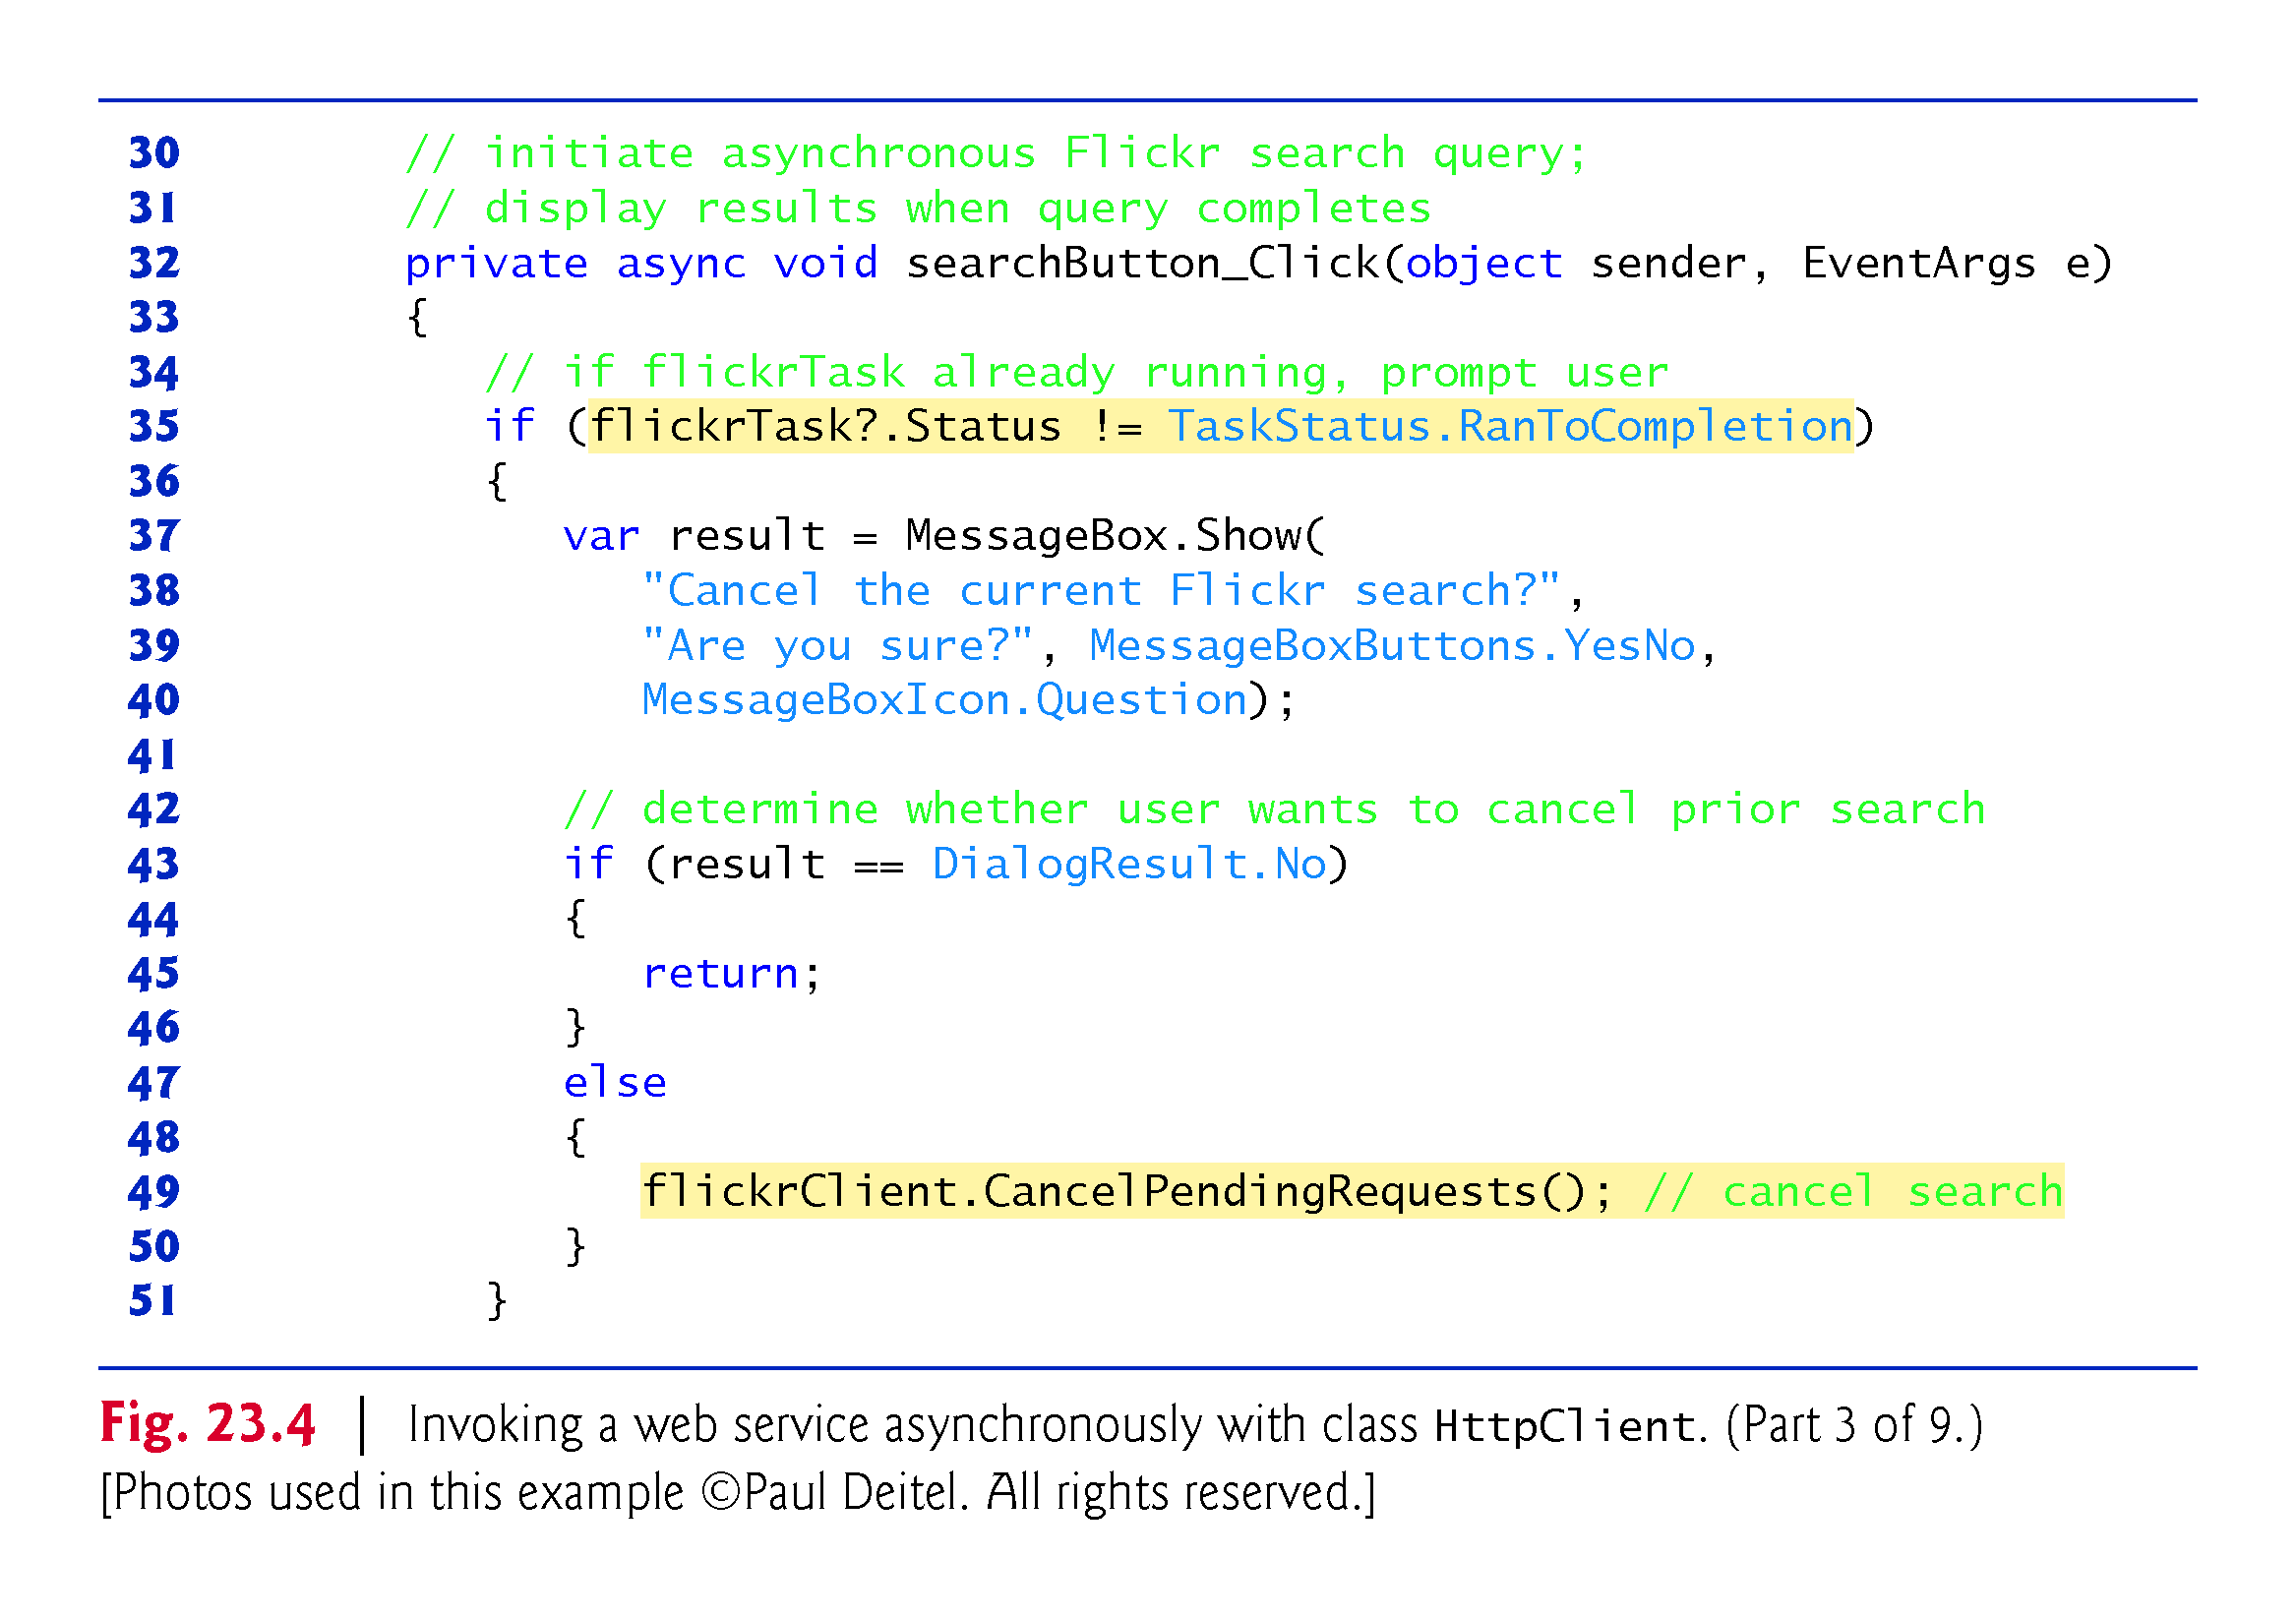 30 // initiate asynchronous Flickr search query;
31 // display results when query completes
32 private async void searchButton_Click(object sender, EventArgs e)
33 {
34 // if flickrTask already running, prompt user
35 if (flickrTask?.Status != TaskStatus.RanToCompletion)
36 {
37 var result = MessageBox.Show(
38 "Cancel the current Flickr search?",
39 "Are you sure?", MessageBoxButtons.YesNo,
40 MessageBoxIcon.Question);
41
42 // determine whether user wants to cancel prior search
43 if (result == DialogResult.No)
44 {
45 return;
46 }
47 else
48 {
49 flickrClient.CancelPendingRequests(); // cancel search
50 }
51 }
Fig. 23.4 | Invoking a web service asynchronously with class HttpClient. (Part 3 of 9.)
[Photos used in this example ©Paul Deitel. All rights reserved.]